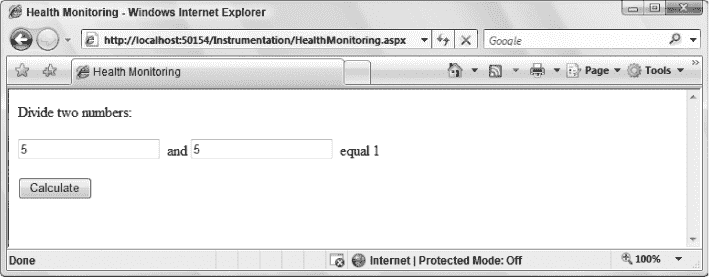 Health Monitoring - Windows Internet Explorer
http://localhost:50154/Instrumentation/HealthMonitoring.aspx
Google
Health Monitoring
Page
Tools
Divide two numbers:
5 and 5 equal 1
Calculate
Done
Internet | Protected Mode: Off
100%